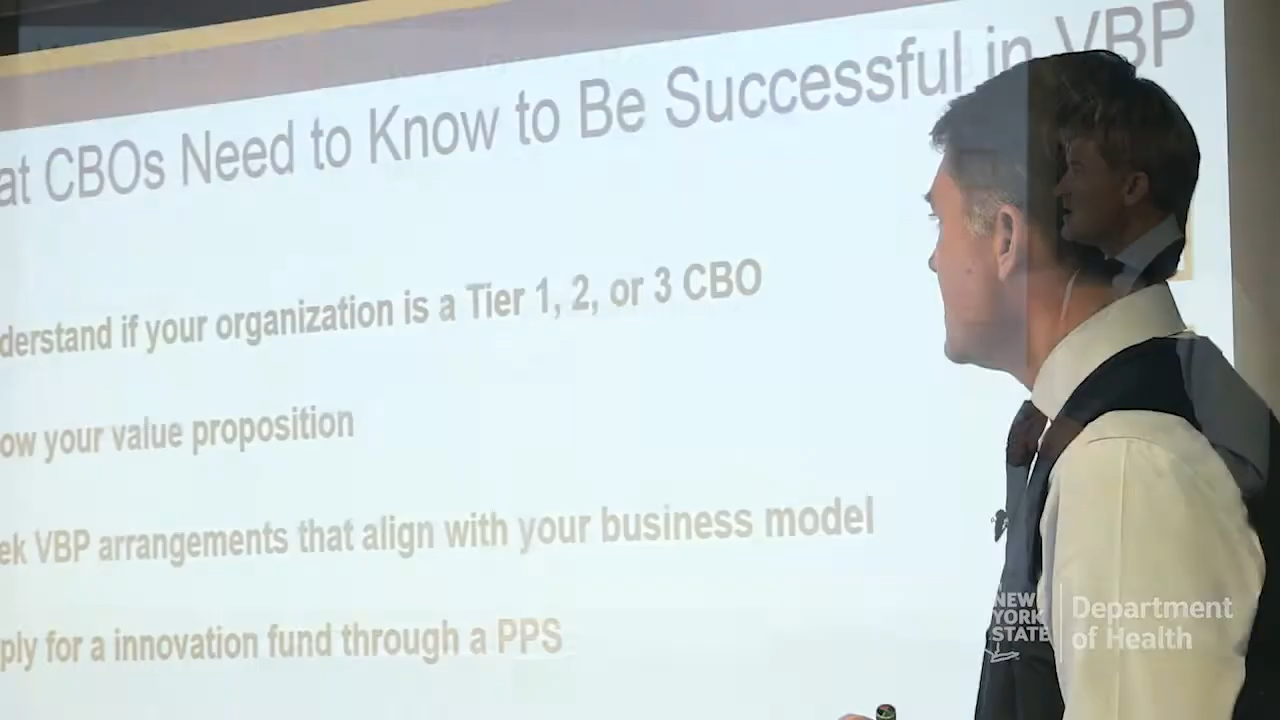 at CBOs Need to Know to Be Successful in VBP
derstand if your organization is a Tier 1, 2, or 3 CBO
ow your value proposition
ek VBP arrangements that align with your business model
ply for a innovation fund through a PPS
NEW
YORK
STATE
Department
of Health